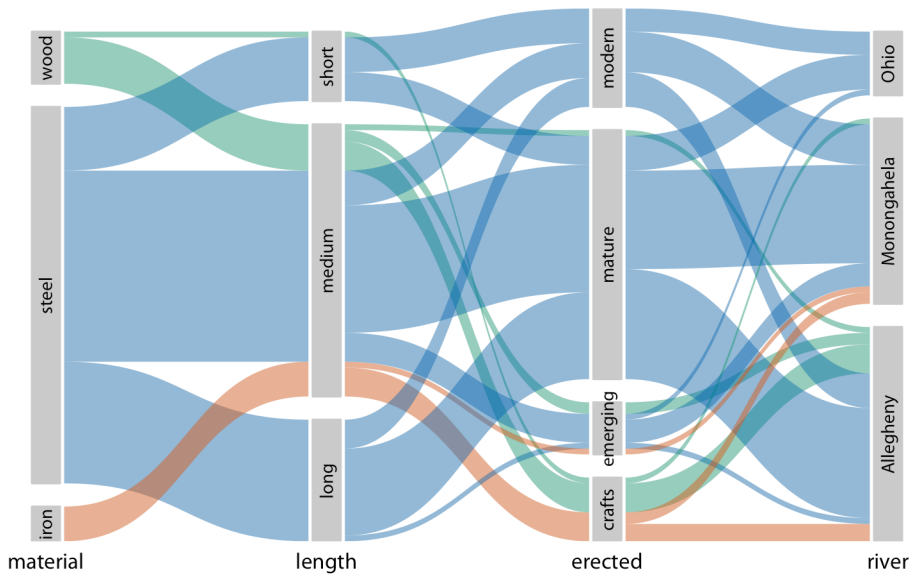 wood
steel
iron
short
medium
long
modern
mature
emerging
crafts
Ohio
Monongahela
Allegheny
material
length
erected
river